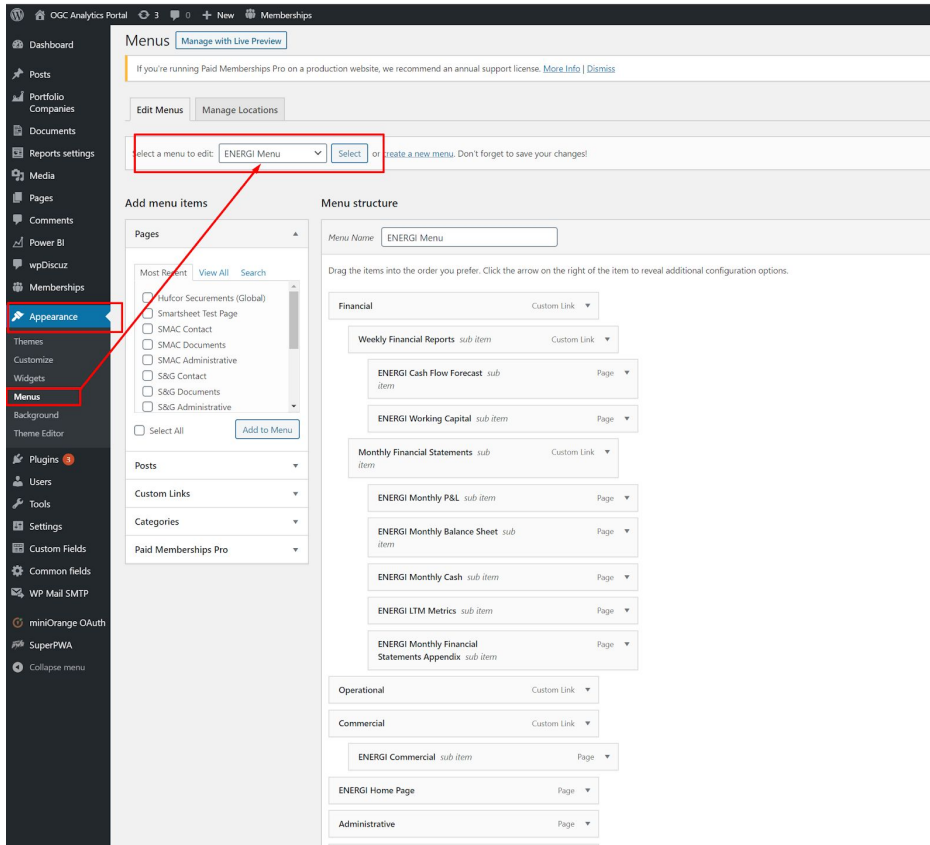 OGC Analytics Portal 3 0 + New Memberships
Dashboard
Posts
Portfolio
Companies
Documents
Reports settings
Media
Pages
Comments
Power BI
wpDiscuz
Memberships
Appearance
Themes
Customize
Widgets
Menus
Background
Theme Editor
Plugins 3
Users
Tools
Settings
Custom Fields
Common fields
WP Mail SMTP
miniOrange OAuth
SuperPWA
Collapse menu
Menus Manage with Live Preview
If you're running Paid Memberships Pro on a production website, we recommend an annual support license. More Info | Dismiss
Edit Menus Manage Locations
Select a menu to edit: ENERGI Menu Select or create a new menu. Don't forget to save your changes!
Add menu items
Pages
Most Recent View All Search
Hufcor Securements (Global)
Smartsheet Test Page
SMAC Contact
SMAC Documents
SMAC Administrative
S&G Contact
S&G Documents
S&G Administrative
Select All Add to Menu
Posts
Custom Links
Categories
Paid Memberships Pro
Menu structure
Menu Name ENERGI Menu
Drag the items into the order you prefer. Click the arrow on the right of the item to reveal additional configuration options.
Financial Custom Link
Weekly Financial Reports sub item Custom Link
ENERGI Cash Flow Forecast sub Page
item
ENERGI Working Capital sub item Page
Monthly Financial Statements sub Custom Link
item
ENERGI Monthly P&L sub item Page
ENERGI Monthly Balance Sheet sub Page
item
ENERGI Monthly Cash sub item Page
ENERGI LTM Metrics sub item Page
ENERGI Monthly Financial Page
Statements Appendix sub item
Operational Custom Link
Commercial Custom Link
ENERGI Commercial sub item Page
ENERGI Home Page Page
Administrative Page